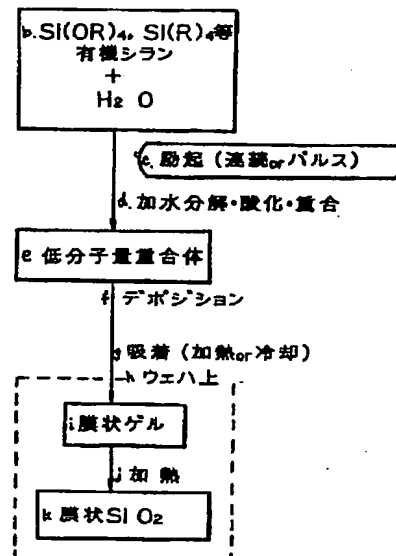 b.SI(OR)4, SI(R)4等
有機シラン
+
H2 O
c.励起(連続orパルス)
d.加水分解・酸化・重合
e 低分子量重合体
f デポジション
g 吸着(加熱or冷却)
h ウェハ上
i 膜状ゲル
j 加熱
k 膜状SI O2